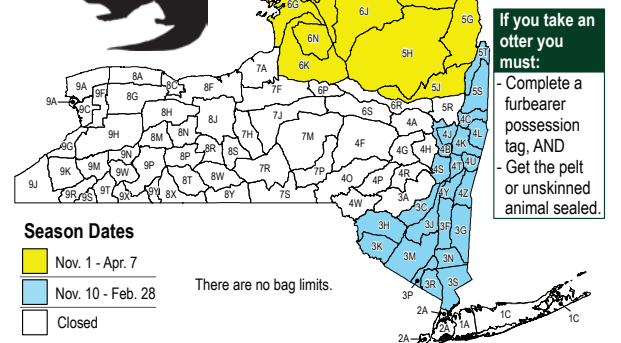 6G
6J
5G
6N
5H
6K
5T
7A
5J
5S
9A
8A
8C
8F
7F
6P
9A
9F
8G
6S
6R
5R
9C
8H
8J
7J
4A
4C
9H
8M
8N
7H
7M
4F
4J
4L
9G
8R
8S
4G
4H
4B
4K
9N
8P
9K
9M
9W
9P
7R
7P
4R
4S
4T
4U
9J
9T
8T
8W
4O
4P
9R
9S
9X
9Y
8X
8Y
7S
4W
3A
4Y
4Z
3C
3H
3J
3F
3G
3K
3M
3N
3R
3S
3P
2A
2A
2A
1A
1C
1C
If you take an
otter you
must:
- Complete a
furbearer
possession
tag, AND
- Get the pelt
or unskinned
animal sealed.
Season Dates
Nov. 1 - Apr. 7
Nov. 10 - Feb. 28
Closed
There are no bag limits.